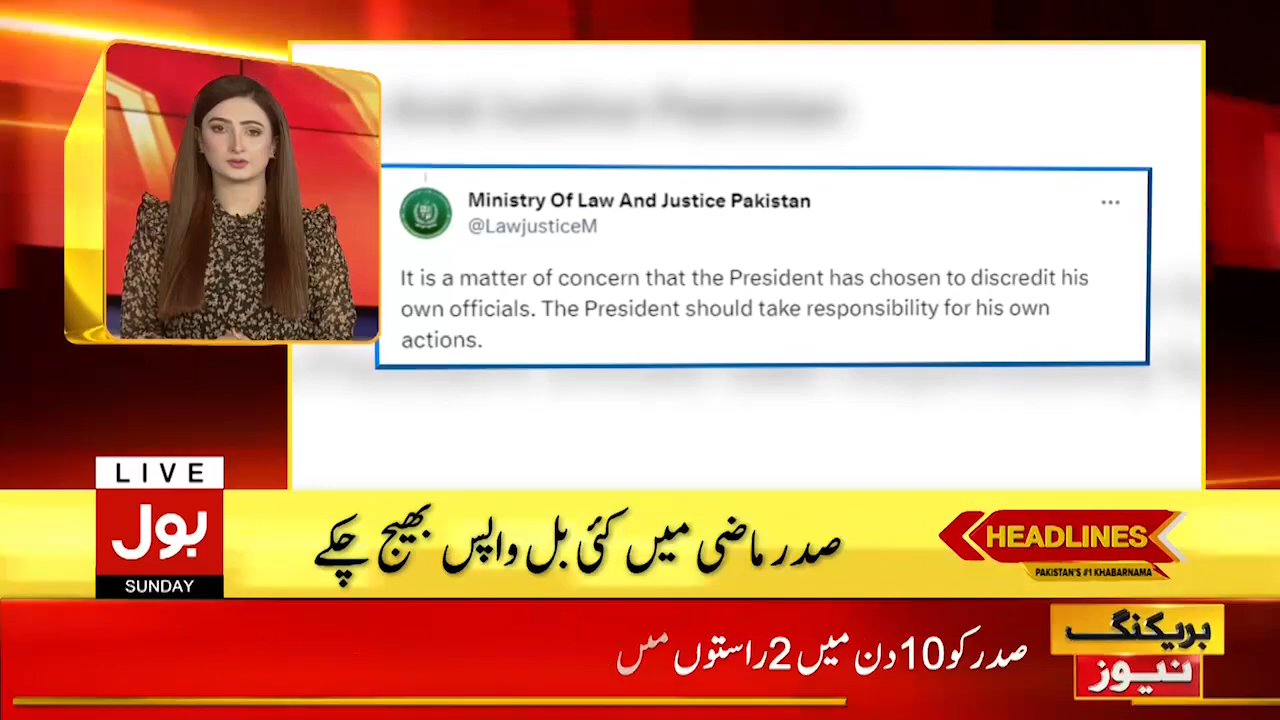 Ministry Of Law And Justice Pakistan
@LawjusticeM
It is a matter of concern that the President has chosen to discredit his
own officials. The President should take responsibility for his own
actions.
LIVE
بول
SUNDAY
صدر ماضی میں کئی بل واپس بھیج چکے
HEADLINES
PAKISTAN'S #1 KHABARNAMA
بریکنگ
نیوز
صدر کو 10 دن میں 2 راستوں میں